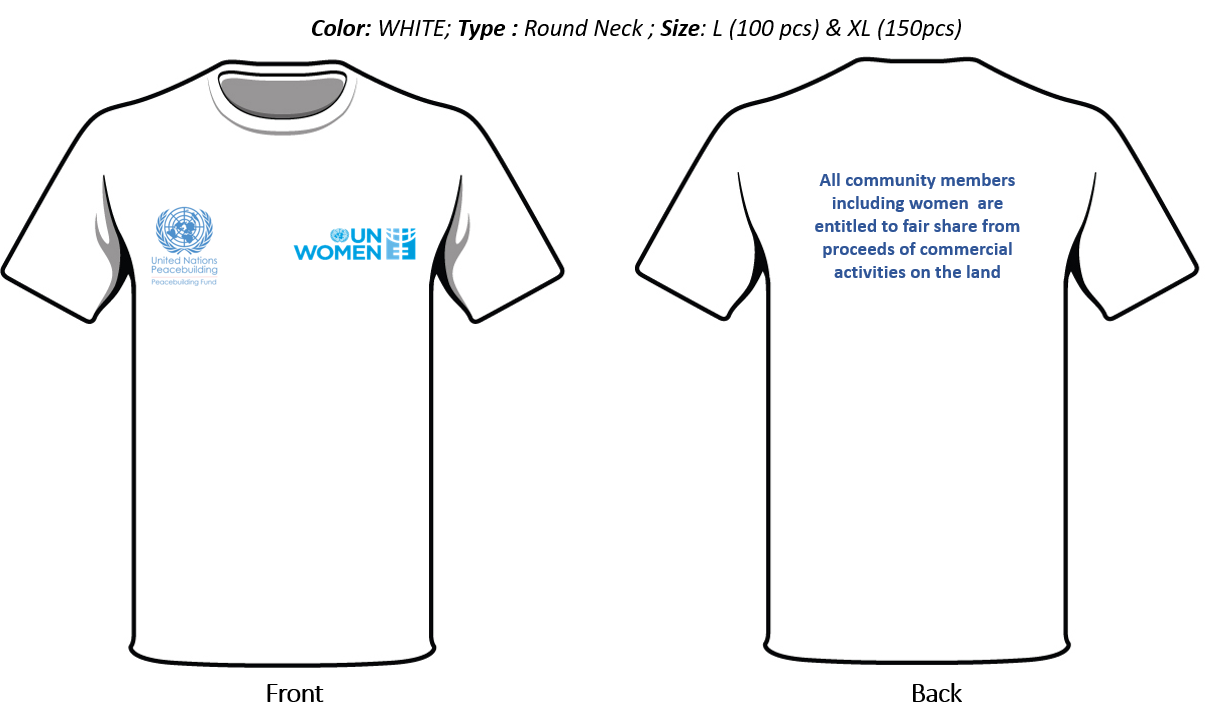 Color: WHITE; Type : Round Neck ; Size: L (100 pcs) & XL (150pcs)
United Nations
Peacebuilding
Peacebuilding Fund
UN
WOMEN
All community members
including women  are
entitled to fair share from
proceeds of commercial
activities on the land
Front
Back